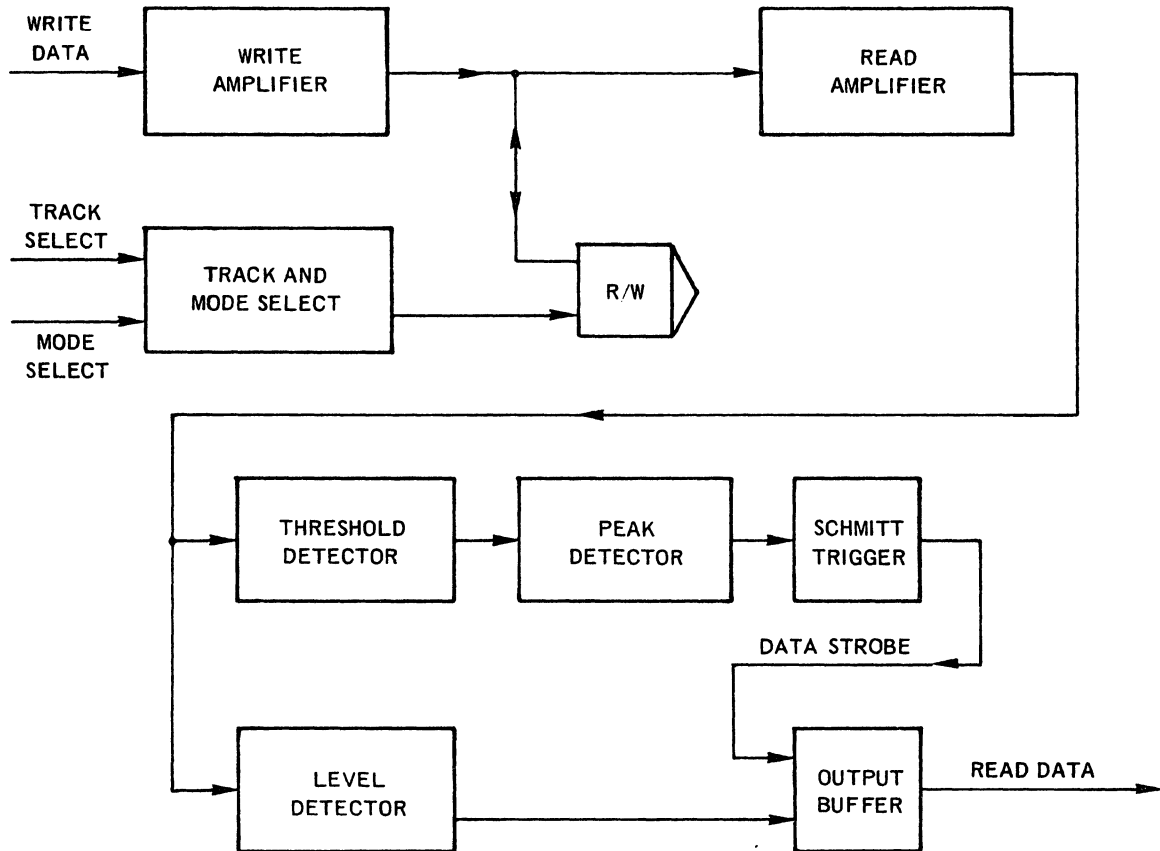 WRITE
DATA
WRITE
AMPLIFIER
READ
AMPLIFIER
TRACK
SELECT
TRACK AND
MODE SELECT
R/W
MODE
SELECT
THRESHOLD
DETECTOR
PEAK
DETECTOR
SCHMITT
TRIGGER
DATA STROBE
LEVEL
DETECTOR
OUTPUT
BUFFER
READ DATA